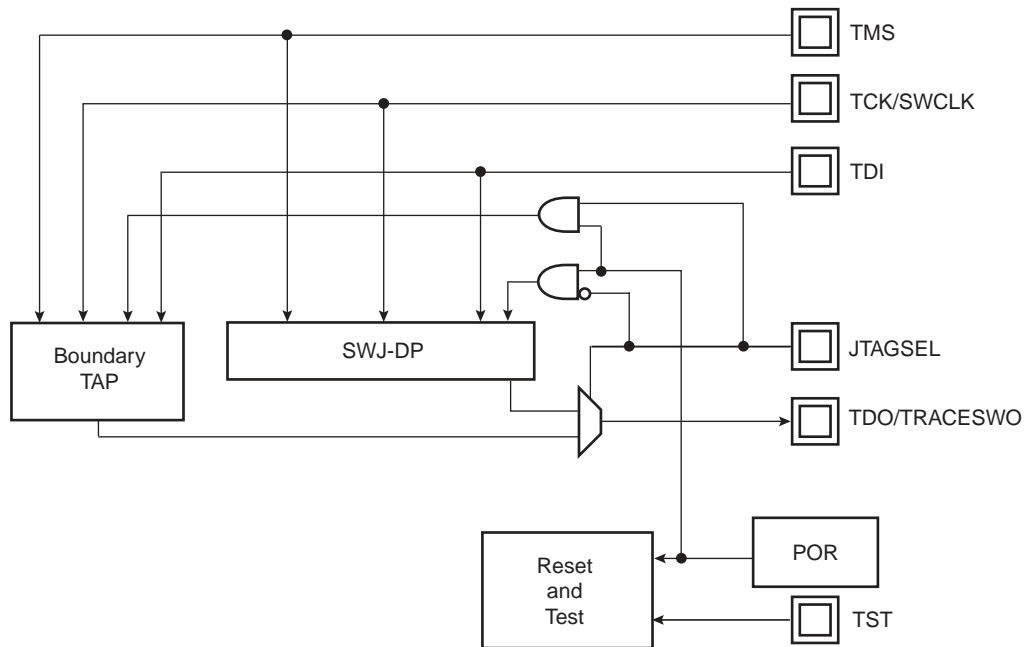 TMS
TCK/SWCLK
TDI
Boundary
TAP
SWJ-DP
JTAGSEL
TDO/TRACESWO
Reset
and
Test
POR
TST